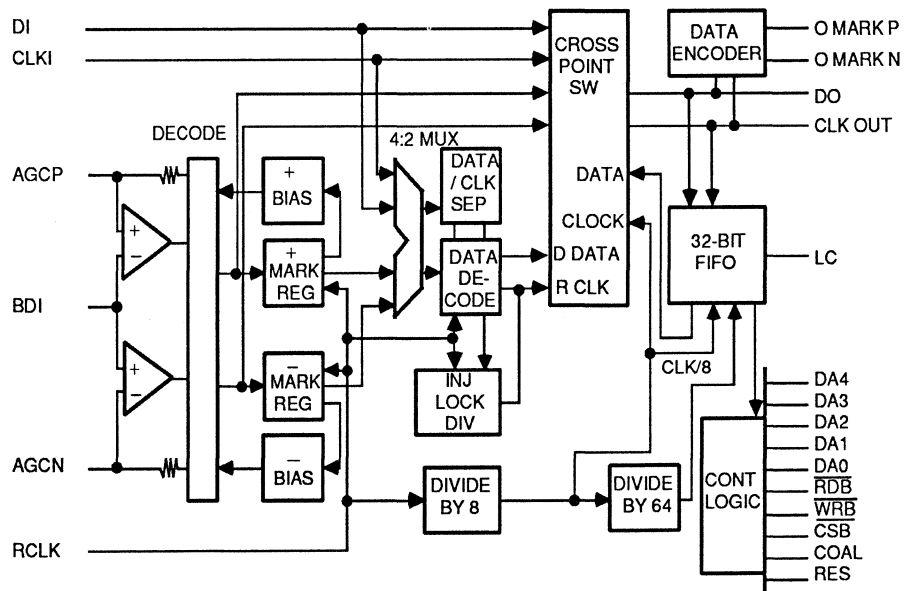 DI
CLKI
AGCP
BDI
AGCN
RCLK
DECODE
+
-
+
-
+
BIAS
+
MARK
REG
-
MARK
REG
-
BIAS
4:2 MUX
DATA
/ CLK
SEP
DATA
DE-
CODE
INJ
LOCK
DIV
DIVIDE
BY 8
DIVIDE
BY 64
CROSS
POINT
SW
DATA
CLOCK
D DATA
R CLK
DATA
ENCODER
32-BIT
FIFO
CLK/8
CONT
LOGIC
O MARK P
O MARK N
DO
CLK OUT
LC
DA4
DA3
DA2
DA1
DA0
RDB
WRB
CSB
COAL
RES